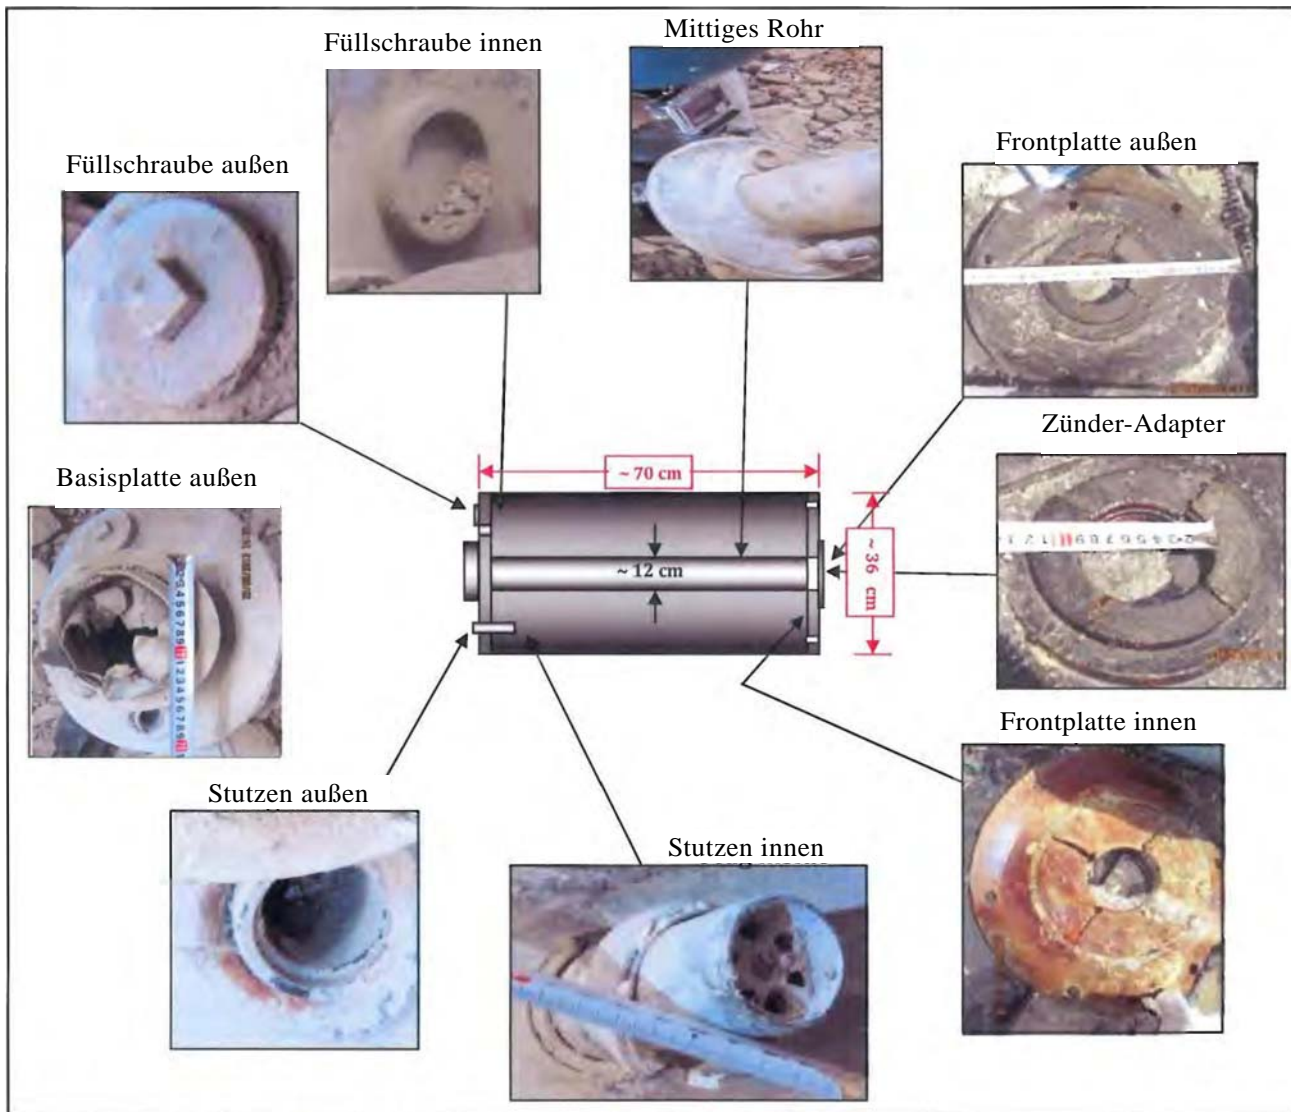 Füllschraube innen
Mittiges Rohr
Füllschraube außen
Frontplatte außen
Zünder-Adapter
Basisplatte außen
~ 70 cm
~ 12 cm
~ 36 cm
Frontplatte innen
Stutzen außen
Stutzen innen